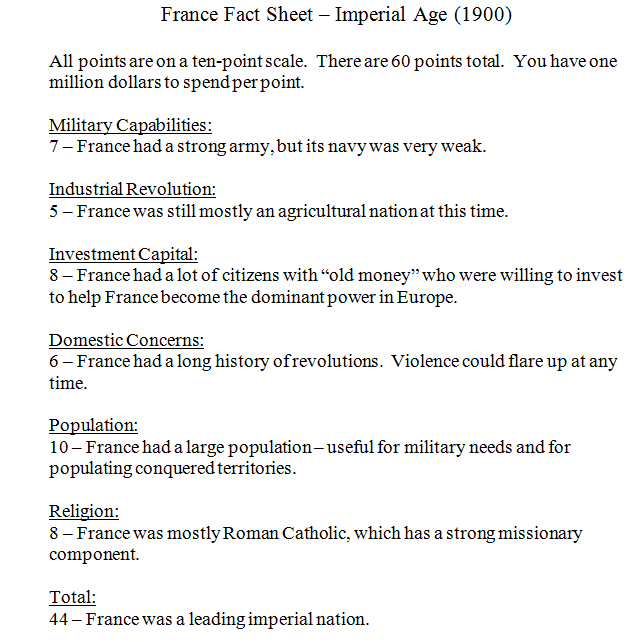 France Fact Sheet – Imperial Age (1900)
All points are on a ten-point scale.  There are 60 points total.  You have one
million dollars to spend per point.
Military Capabilities:
7 – France had a strong army, but its navy was very weak.
Industrial Revolution:
5 – France was still mostly an agricultural nation at this time.
Investment Capital:
8 – France had a lot of citizens with “old money” who were willing to invest
to help France become the dominant power in Europe.
Domestic Concerns:
6 – France had a long history of revolutions.  Violence could flare up at any
time.
Population:
10 – France had a large population – useful for military needs and for
populating conquered territories.
Religion:
8 – France was mostly Roman Catholic, which has a strong missionary
component.
Total:
44 – France was a leading imperial nation.